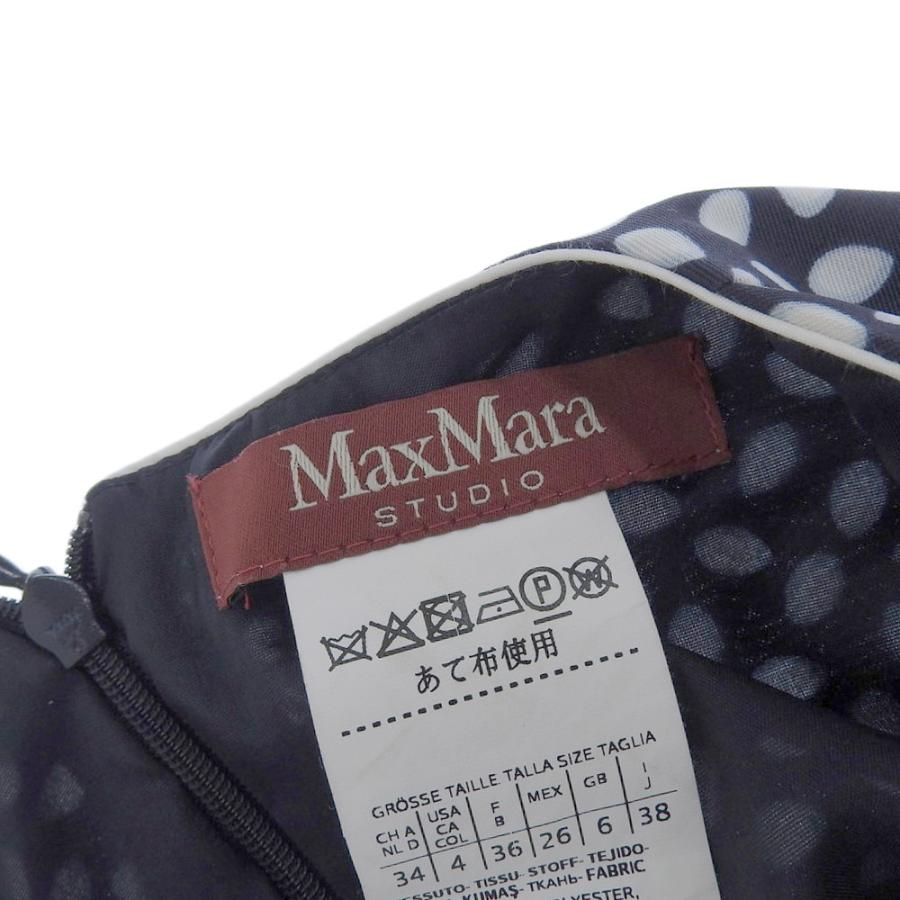 MaxMara
STUDIO
P W
あて布使用
GRÖSSE TAILLE TALLA SIZE TAGLIA
CH A USA F MEX GB I
NL D CA B J
COL
34 4 36 26 6 38
TESSUTO- TISSU- STOFF- TEJIDO-
KUMAŞ- ТКАНЬ- FABRIC